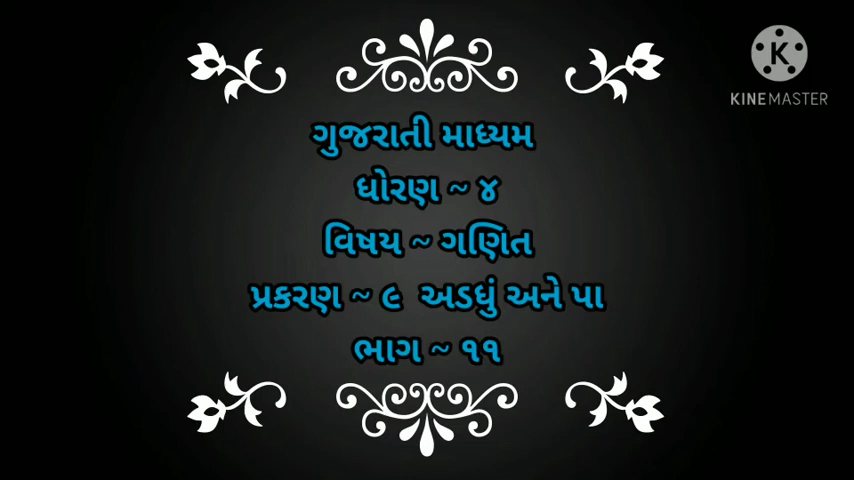 KINEMASTER
ગુજરાતી માધ્યમ
ધોરણ ~ ૪
વિષય ~ ગણિત
પ્રકરણ ~ ૯ અડધું અને પા
ભાગ ~ ૧૧